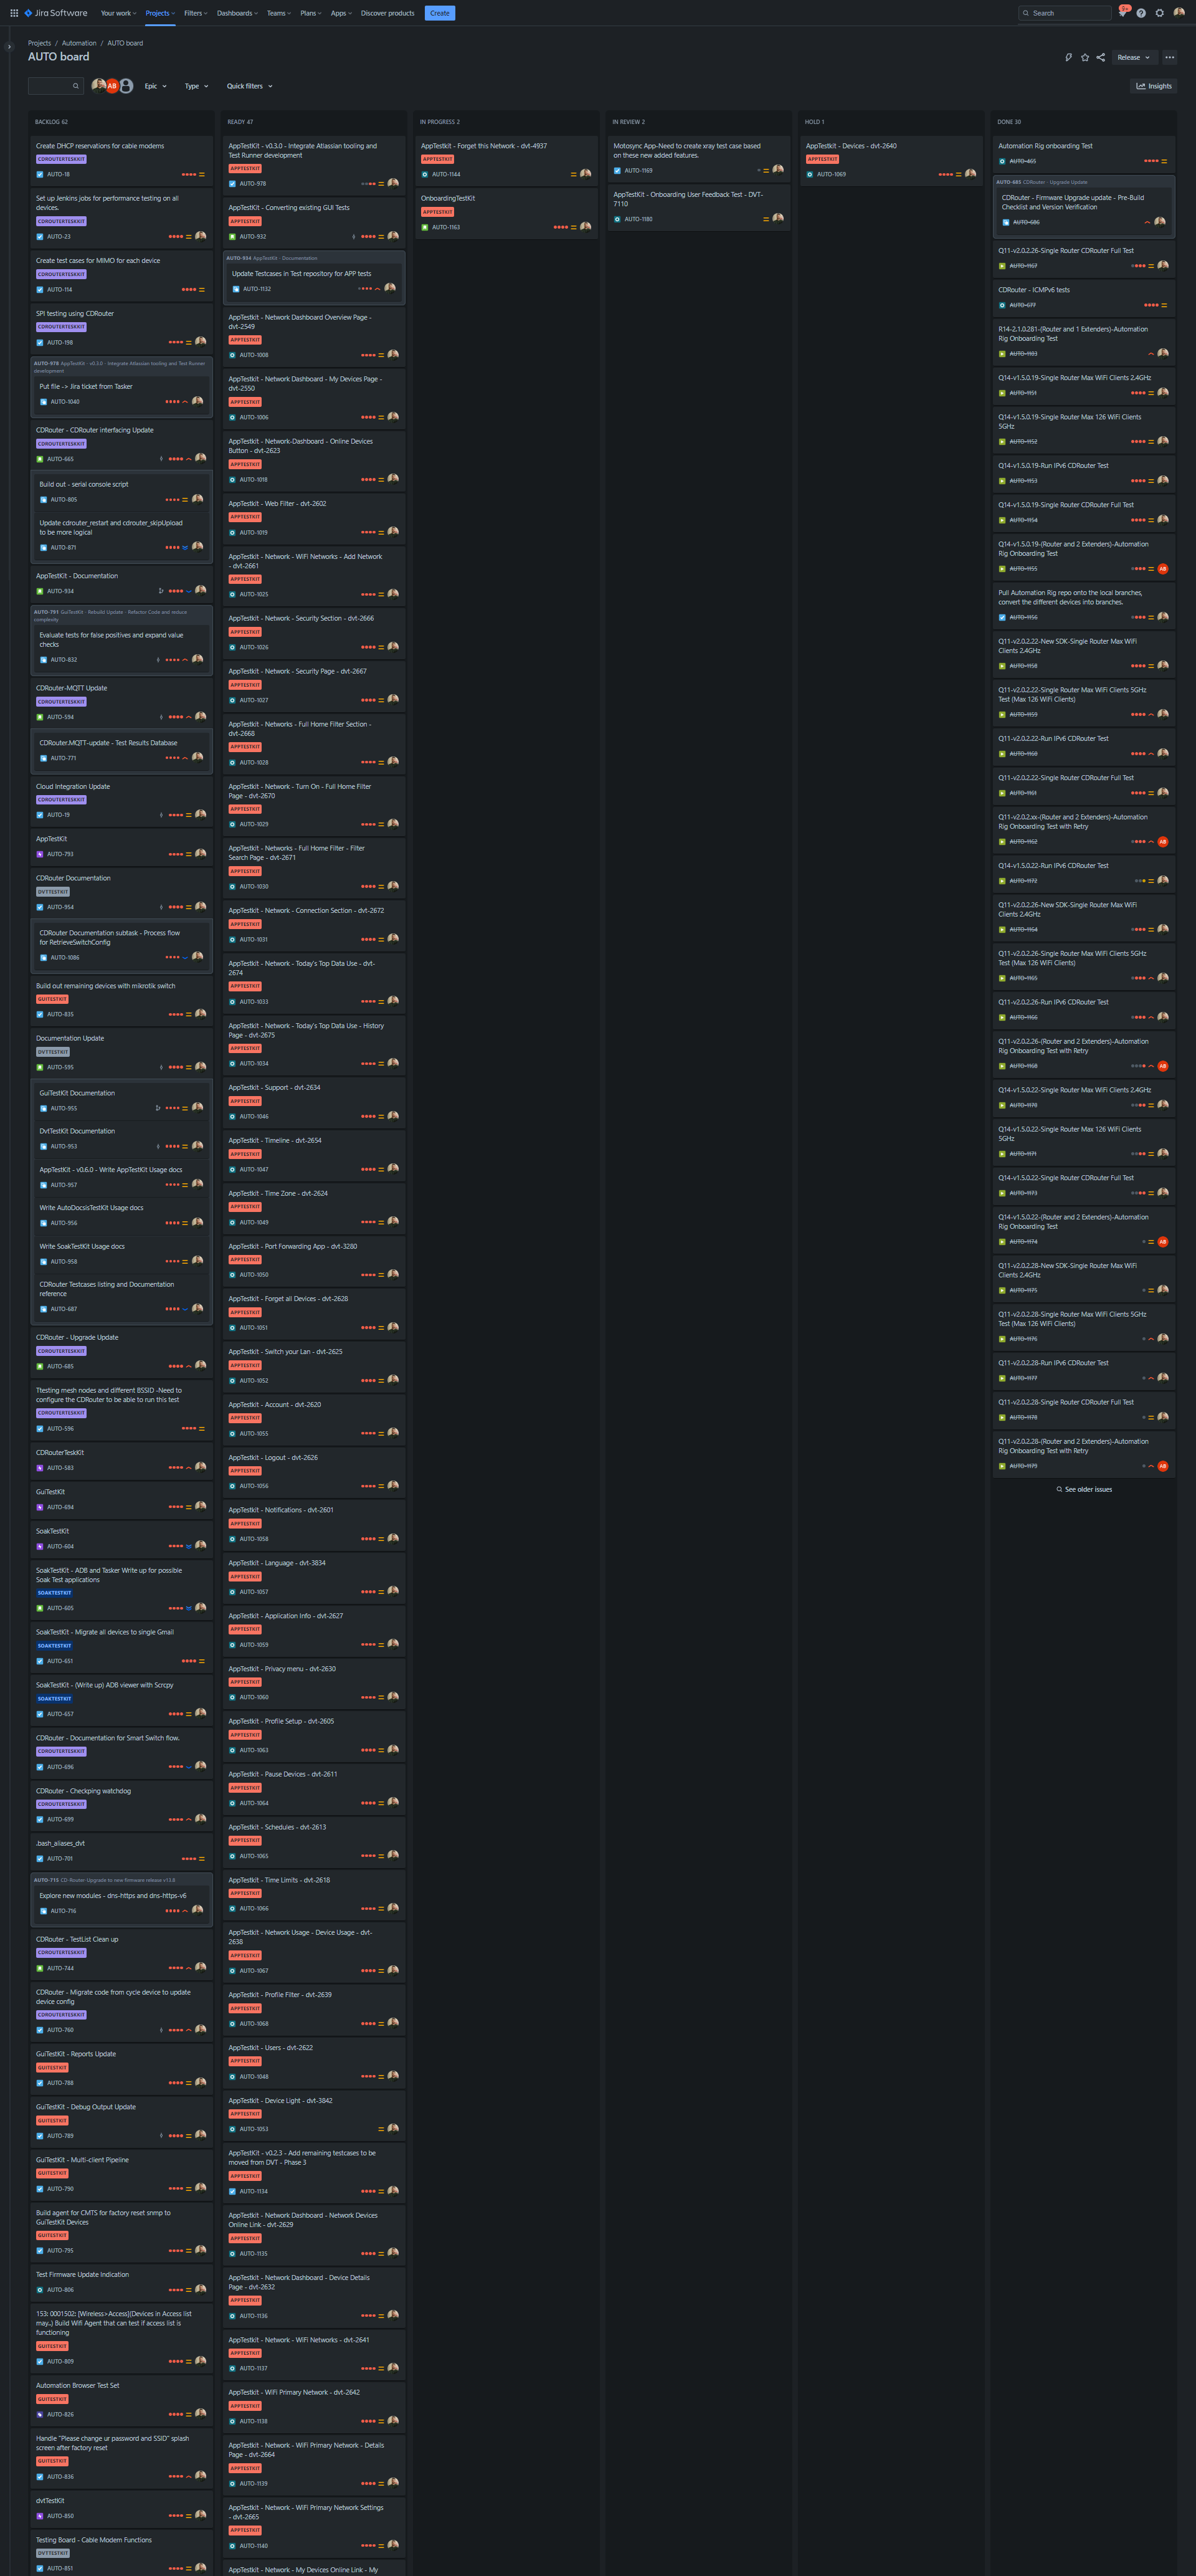 Jira Software
Your work
Projects
Filters
Dashboards
Teams
Plans
Apps
Discover products
Create
Search
9+
Projects / Automation / AUTO board
AUTO board
Release
AB
Epic
Type
Quick filters
Insights
BACKLOG 62
Create DHCP reservations for cable modems
CDROUTERTESKKIT
AUTO-18
Set up Jenkins jobs for performance testing on all
devices.
CDROUTERTESKKIT
AUTO-23
Create test cases for MIMO for each device
CDROUTERTESKKIT
AUTO-114
SPI testing using CDRouter
CDROUTERTESKKIT
AUTO-198
AUTO-978 AppTestKit - v0.3.0 - Integrate Atlassian tooling and Test Runner
development
Put file -> Jira ticket from Tasker
AUTO-1040
CDRouter - CDRouter interfacing Update
CDROUTERTESKKIT
AUTO-665
Build out - serial console script
AUTO-805
Update cdrouter_restart and cdrouter_skipUpload
to be more logical
AUTO-871
AppTestKit - Documentation
AUTO-934
AUTO-791 GuiTestKit - Rebuild Update - Refactor Code and reduce
complexity
Evaluate tests for false positives and expand value
checks
AUTO-832
CDRouter-MQTT Update
CDROUTERTESKKIT
AUTO-594
CDRouter.MQTT-update - Test Results Database
AUTO-771
Cloud Integration Update
CDROUTERTESKKIT
AUTO-19
AppTestKit
AUTO-793
CDRouter Documentation
DVTTESTKIT
AUTO-954
CDRouter Documentation subtask - Process flow
for RetrieveSwitchConfig
AUTO-1086
Build out remaining devices with mikrotik switch
GUITESTKIT
AUTO-835
Documentation Update
DVTTESTKIT
AUTO-595
GuiTestKit Documentation
AUTO-955
DvtTestKit Documentation
AUTO-953
AppTestKit - v0.6.0 - Write AppTestKit Usage docs
AUTO-957
Write AutoDocsIsTestKit Usage docs
AUTO-956
Write SoakTestKit Usage docs
AUTO-958
CDRouter Testcases listing and Documentation
reference
AUTO-687
CDRouter - Upgrade Update
CDROUTERTESKKIT
AUTO-685
Ttesting mesh nodes and different BSSID -Need to
configure the CDRouter to be able to run this test
CDROUTERTESKKIT
AUTO-596
CDRouterTeskKit
AUTO-583
GuiTestKit
AUTO-694
SoakTestKit
AUTO-604
SoakTestKit - ADB and Tasker Write up for possible
Soak Test applications
SOAKTESTKIT
AUTO-605
SoakTestKit - Migrate all devices to single Gmail
SOAKTESTKIT
AUTO-651
SoakTestKit - (Write up) ADB viewer with Scrcpy
SOAKTESTKIT
AUTO-657
CDRouter - Documentation for Smart Switch flow.
CDROUTERTESKKIT
AUTO-696
CDRouter - Checkping watchdog
CDROUTERTESKKIT
AUTO-699
.bash_aliases_dvt
AUTO-701
AUTO-715 CD-Router Upgrade to new firmware release v13.8
Explore new modules - dns-https and dns-https-v6
AUTO-716
CDRouter - TestList Clean up
CDROUTERTESKKIT
AUTO-744
CDRouter - Migrate code from cycle device to update
device config
CDROUTERTESKKIT
AUTO-760
GuiTestKit - Reports Update
GUITESTKIT
AUTO-788
GuiTestKit - Debug Output Update
GUITESTKIT
AUTO-789
GuiTestKit - Multi-client Pipeline
GUITESTKIT
AUTO-790
Build agent for CMTS for factory reset snmp to
GuiTestKit Devices
GUITESTKIT
AUTO-795
Test Firmware Update Indication
AUTO-806
153: 0001502: [Wireless>Access](Devices in Access list
may..) Build Wifi Agent that can test if access list is
functioning
GUITESTKIT
AUTO-809
Automation Browser Test Set
GUITESTKIT
AUTO-826
Handle "Please change ur password and SSID" splash
screen after factory reset
GUITESTKIT
AUTO-836
dvtTestKit
AUTO-850
Testing Board - Cable Modem Functions
DVTTESTKIT
AUTO-851
READY 47
AppTestKit - v0.3.0 - Integrate Atlassian tooling and
Test Runner development
APPTESTKIT
AUTO-978
AppTestKit - Converting existing GUI Tests
APPTESTKIT
AUTO-932
AUTO-934 AppTestKit - Documentation
Update Testcases in Test repository for APP tests
AUTO-1132
AppTestkit - Network Dashboard Overview Page -
dvt-2549
APPTESTKIT
AUTO-1008
AppTestkit - Network Dashboard - My Devices Page -
dvt-2550
APPTESTKIT
AUTO-1006
AppTestkit - Network-Dashboard - Online Devices
Button - dvt-2623
APPTESTKIT
AUTO-1018
AppTestkit - Web Filter - dvt-2602
APPTESTKIT
AUTO-1019
AppTestkit - Network - WiFi Networks - Add Network
- dvt-2661
APPTESTKIT
AUTO-1025
AppTestkit - Network - Security Section - dvt-2666
APPTESTKIT
AUTO-1026
AppTestkit - Network - Security Page - dvt-2667
APPTESTKIT
AUTO-1027
AppTestkit - Networks - Full Home Filter Section -
dvt-2668
APPTESTKIT
AUTO-1028
AppTestkit - Network - Turn On - Full Home Filter
Page - dvt-2670
APPTESTKIT
AUTO-1029
AppTestkit - Networks - Full Home Filter - Filter
Search Page - dvt-2671
APPTESTKIT
AUTO-1030
AppTestkit - Network - Connection Section - dvt-2672
APPTESTKIT
AUTO-1031
AppTestkit - Network - Today's Top Data Use - dvt-
2674
APPTESTKIT
AUTO-1033
AppTestkit - Network - Today's Top Data Use - History
Page - dvt-2675
APPTESTKIT
AUTO-1034
AppTestkit - Support - dvt-2634
APPTESTKIT
AUTO-1046
AppTestkit - Timeline - dvt-2654
APPTESTKIT
AUTO-1047
AppTestkit - Time Zone - dvt-2624
APPTESTKIT
AUTO-1049
AppTestkit - Port Forwarding App - dvt-3280
APPTESTKIT
AUTO-1050
AppTestkit - Forget all Devices - dvt-2628
APPTESTKIT
AUTO-1051
AppTestkit - Switch your Lan - dvt-2625
APPTESTKIT
AUTO-1052
AppTestkit - Account - dvt-2620
APPTESTKIT
AUTO-1055
AppTestkit - Logout - dvt-2626
APPTESTKIT
AUTO-1056
AppTestkit - Notifications - dvt-2601
APPTESTKIT
AUTO-1058
AppTestkit - Language - dvt-3834
APPTESTKIT
AUTO-1057
AppTestkit - Application Info - dvt-2627
APPTESTKIT
AUTO-1059
AppTestkit - Privacy menu - dvt-2630
APPTESTKIT
AUTO-1060
AppTestkit - Profile Setup - dvt-2605
APPTESTKIT
AUTO-1063
AppTestkit - Pause Devices - dvt-2611
APPTESTKIT
AUTO-1064
AppTestkit - Schedules - dvt-2613
APPTESTKIT
AUTO-1065
AppTestkit - Time Limits - dvt-2618
APPTESTKIT
AUTO-1066
AppTestkit - Network Usage - Device Usage - dvt-
2638
APPTESTKIT
AUTO-1067
AppTestkit - Profile Filter - dvt-2639
APPTESTKIT
AUTO-1068
AppTestkit - Users - dvt-2622
APPTESTKIT
AUTO-1048
AppTestkit - Device Light - dvt-3842
APPTESTKIT
AUTO-1053
AppTestKit - v0.2.3 - Add remaining testcases to be
moved from DVT - Phase 3
APPTESTKIT
AUTO-1134
AppTestkit - Network Dashboard - Network Devices
Online Link - dvt-2629
APPTESTKIT
AUTO-1135
AppTestkit - Network Dashboard - Device Details
Page - dvt-2632
APPTESTKIT
AUTO-1136
AppTestkit - Network - WiFi Networks - dvt-2641
APPTESTKIT
AUTO-1137
AppTestkit - WiFi Primary Network - dvt-2642
APPTESTKIT
AUTO-1138
AppTestkit - Network - WiFi Primary Network - Details
Page - dvt-2664
APPTESTKIT
AUTO-1139
AppTestkit - Network - WiFi Primary Network Settings
- dvt-2665
APPTESTKIT
AUTO-1140
AppTestkit - Network - My Devices Online Link - My
IN PROGRESS 2
AppTestkit - Forget this Network - dvt-4937
APPTESTKIT
AUTO-1144
OnboardingTestKit
APPTESTKIT
AUTO-1163
IN REVIEW 2
Motosync App-Need to create xray test case based
on these new added features.
AUTO-1169
AppTestKit - Onboarding User Feedback Test - DVT-
7110
AUTO-1180
HOLD 1
AppTestkit - Devices - dvt-2640
APPTESTKIT
AUTO-1069
DONE 30
Automation Rig onboarding Test
AUTO-465
AUTO-685 CDRouter - Upgrade Update
CDRouter - Firmware Upgrade update - Pre-Build
Checklist and Version Verification
AUTO-686
Q11-v2.0.2.26-Single Router CDRouter Full Test
AUTO-1167
CDRouter - ICMPv6 tests
AUTO-677
R14-2.1.0.281-(Router and 1 Extenders)-Automation
Rig Onboarding Test
AUTO-1103
Q14-v1.5.0.19-Single Router Max WiFi Clients 2.4GHz
AUTO-1151
Q14-v1.5.0.19-Single Router Max 126 WiFi Clients
5GHz
AUTO-1152
Q14-v1.5.0.19-Run IPv6 CDRouter Test
AUTO-1153
Q14-v1.5.0.19-Single Router CDRouter Full Test
AUTO-1154
Q14-v1.5.0.19-(Router and 2 Extenders)-Automation
Rig Onboarding Test
AUTO-1155
AB
Pull Automation Rig repo onto the local branches,
convert the different devices into branches.
AUTO-1156
Q11-v2.0.2.22-New SDK-Single Router Max WiFi
Clients 2.4GHz
AUTO-1158
Q11-v2.0.2.22-Single Router Max WiFi Clients 5GHz
Test (Max 126 WiFi Clients)
AUTO-1159
Q11-v2.0.2.22-Run IPv6 CDRouter Test
AUTO-1160
Q11-v2.0.2.22-Single Router CDRouter Full Test
AUTO-1161
Q11-v2.0.2.xx-(Router and 2 Extenders)-Automation
Rig Onboarding Test with Retry
AUTO-1162
AB
Q14-v1.5.0.22-Run IPv6 CDRouter Test
AUTO-1172
Q11-v2.0.2.26-New SDK-Single Router Max WiFi
Clients 2.4GHz
AUTO-1164
Q11-v2.0.2.26-Single Router Max WiFi Clients 5GHz
Test (Max 126 WiFi Clients)
AUTO-1165
Q11-v2.0.2.26-Run IPv6 CDRouter Test
AUTO-1166
Q11-v2.0.2.26-(Router and 2 Extenders)-Automation
Rig Onboarding Test with Retry
AUTO-1168
AB
Q14-v1.5.0.22-Single Router Max WiFi Clients 2.4GHz
AUTO-1170
Q14-v1.5.0.22-Single Router Max 126 WiFi Clients
5GHz
AUTO-1171
Q14-v1.5.0.22-Single Router CDRouter Full Test
AUTO-1173
Q14-v1.5.0.22-(Router and 2 Extenders)-Automation
Rig Onboarding Test
AUTO-1174
AB
Q11-v2.0.2.28-New SDK-Single Router Max WiFi
Clients 2.4GHz
AUTO-1175
Q11-v2.0.2.28-Single Router Max WiFi Clients 5GHz
Test (Max 126 WiFi Clients)
AUTO-1176
Q11-v2.0.2.28-Run IPv6 CDRouter Test
AUTO-1177
Q11-v2.0.2.28-Single Router CDRouter Full Test
AUTO-1178
Q11-v2.0.2.28-(Router and 2 Extenders)-Automation
Rig Onboarding Test with Retry
AUTO-1179
AB
See older issues